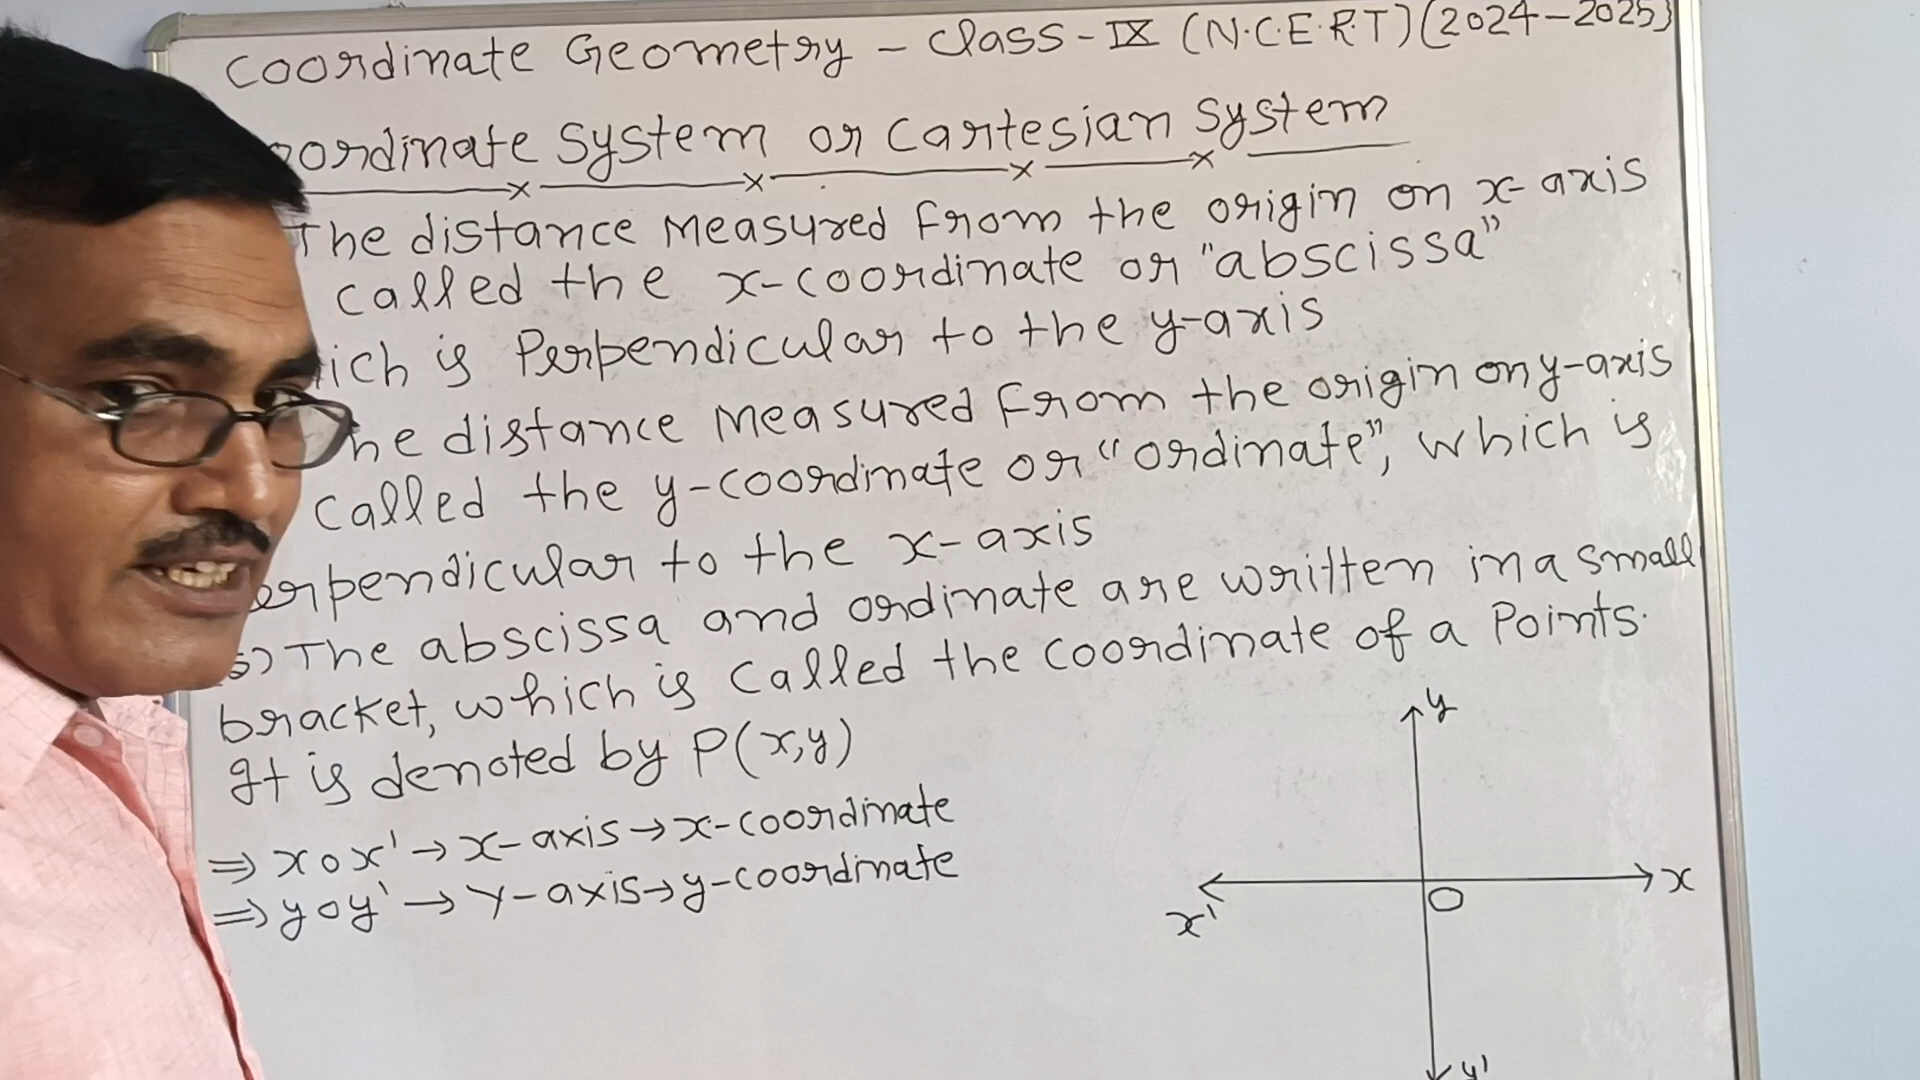 Coordinate Geometry - Class - IX (N.C.E.R.T) (2024-2025)
oordinate System or Cartesian System
The distance measured from the origin on x-axis
called the x-coordinate or "abscissa"
ich is Perpendicular to the y-axis
he distance measured from the origin on y-axis
called the y-coordinate or "ordinate", which is
erpendicular to the x-axis
The abscissa and ordinate are written in a small
bracket, which is called the coordinate of a Points.
It is denoted by P(x,y)
⇒ xox' → x-axis → x-coordinate
⇒ yoy' → Y-axis → y-coordinate
y
x
O
x'
y'